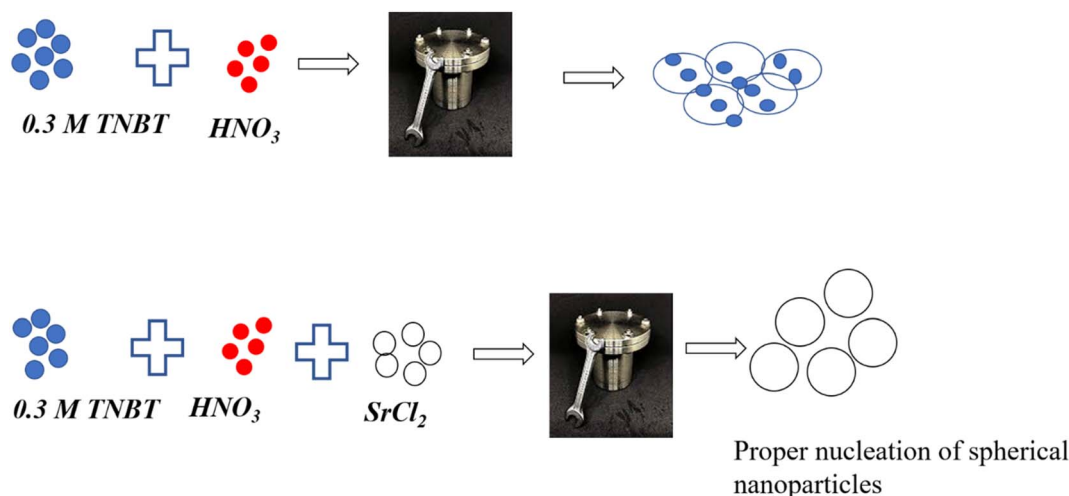 0.3 M TNBT
HNO₃
0.3 M TNBT
HNO₃
SrCl₂
Proper nucleation of spherical
nanoparticles